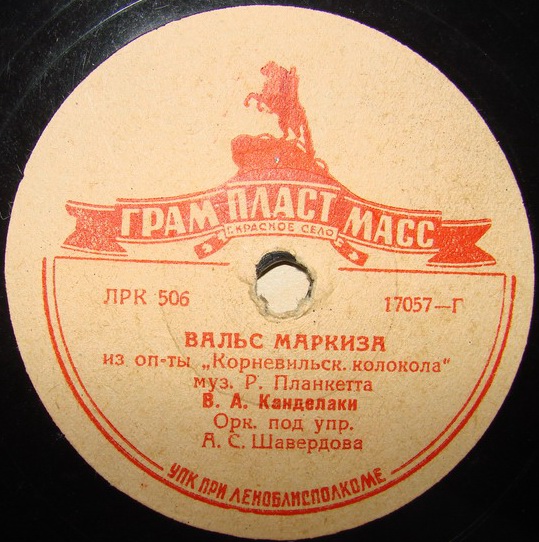 ГРАМ ПЛАСТ МАСС
Г. КРАСНОЕ СЕЛО
ЛРК 506 17057—Г
ВАЛЬС МАРКИЗА
из оп-ты „Корневильск. колокола“
муз. Р. Планкетта
В. А. Канделаки
Орк. под упр.
А. С. Шавердова
УПК ПРИ ЛЕНОБЛИСПОЛКОМЕ